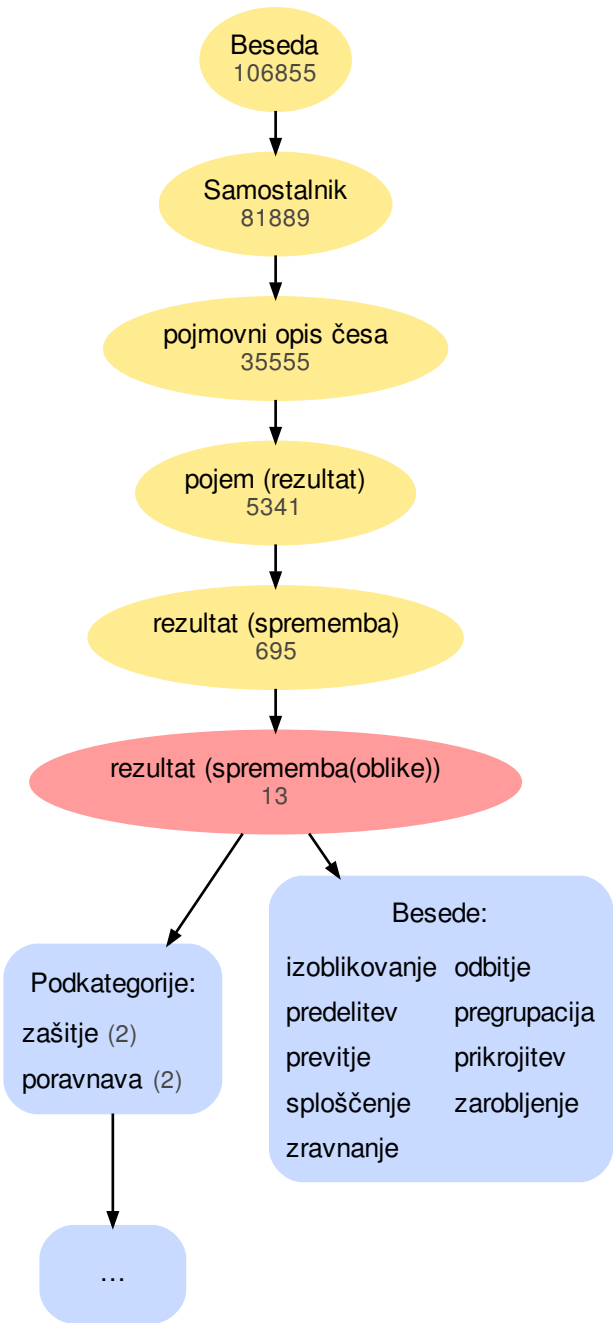 Beseda
106855
Samostalnik
81889
pojmovni opis česa
35555
pojem (rezultat)
5341
rezultat (sprememba)
695
rezultat (sprememba(oblike))
13
Podkategorije:
zašitje (2)
poravnava (2)
...
Besede:
izoblikovanje odbitje
predelitev pregrupacija
previtje prikrojitev
sploščenje zarobljenje
zravnanje